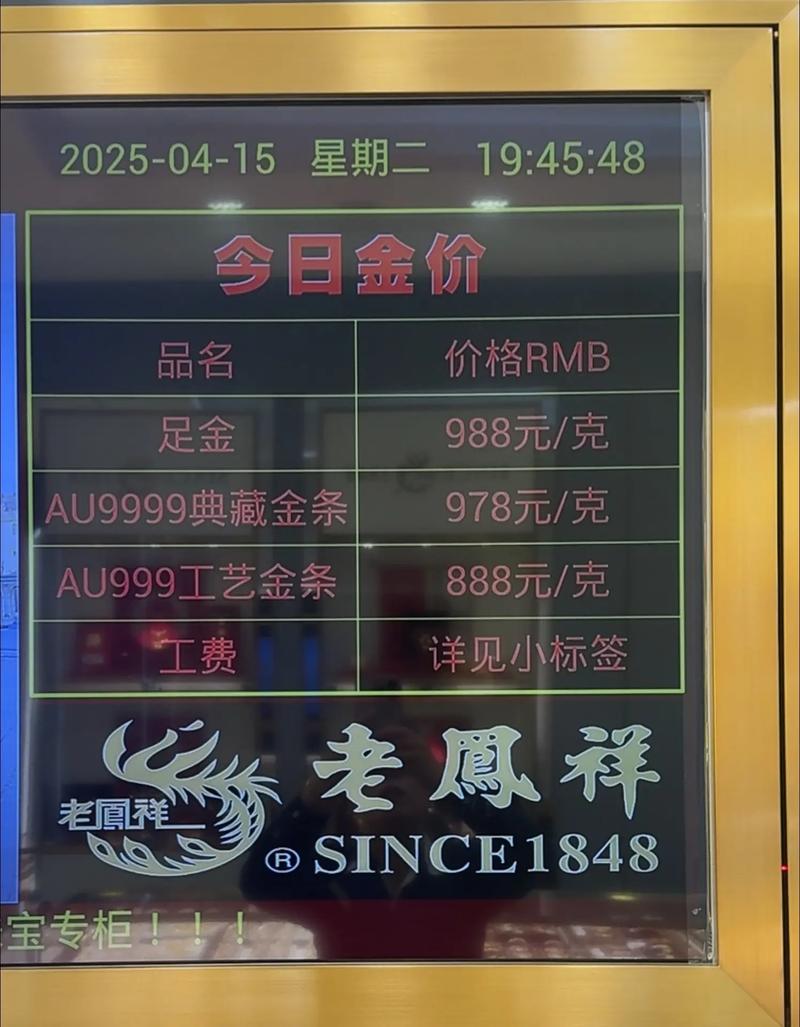 2025-04-15 星期二 19:45:48
今日金价
品名 价格RMB
足金 988元/克
AU9999典藏金条 978元/克
AU999工艺金条 888元/克
工费 详见小标签
老鳳祥
老鳳祥
® SINCE1848
宝专柜！！！